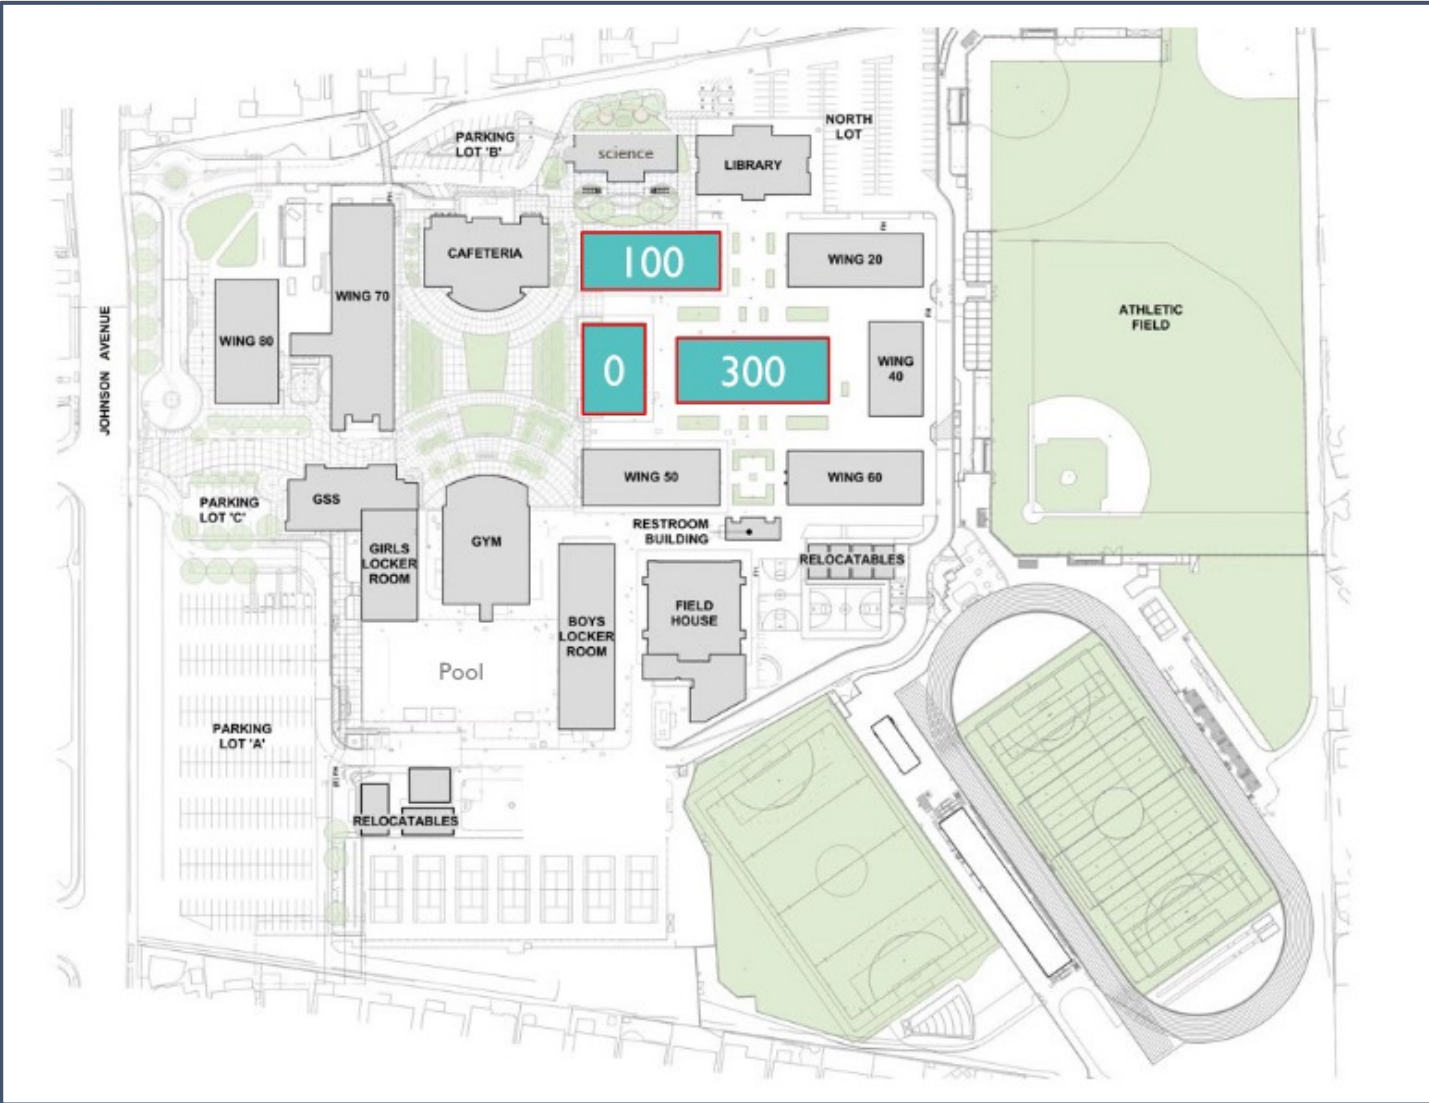 PARKING
LOT 'B'
science
LIBRARY
NORTH
LOT
CAFETERIA
100
WING 20
WING 70
WING 80
JOHNSON AVENUE
0
300
WING
40
ATHLETIC
FIELD
WING 50
WING 60
GSS
PARKING
LOT 'C'
GIRLS
LOCKER
ROOM
GYM
RESTROOM
BUILDING
RELOCATABLES
BOYS
LOCKER
ROOM
FIELD
HOUSE
Pool
PARKING
LOT 'A'
RELOCATABLES